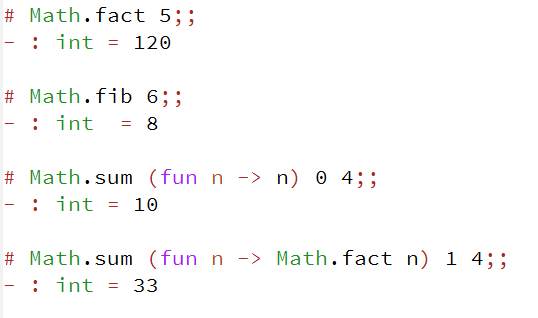 # Math.fact 5;;
- : int = 120
# Math.fib 6;;
- : int  = 8
# Math.sum (fun n -> n) 0 4;;
- : int = 10
# Math.sum (fun n -> Math.fact n) 1 4;;
- : int = 33